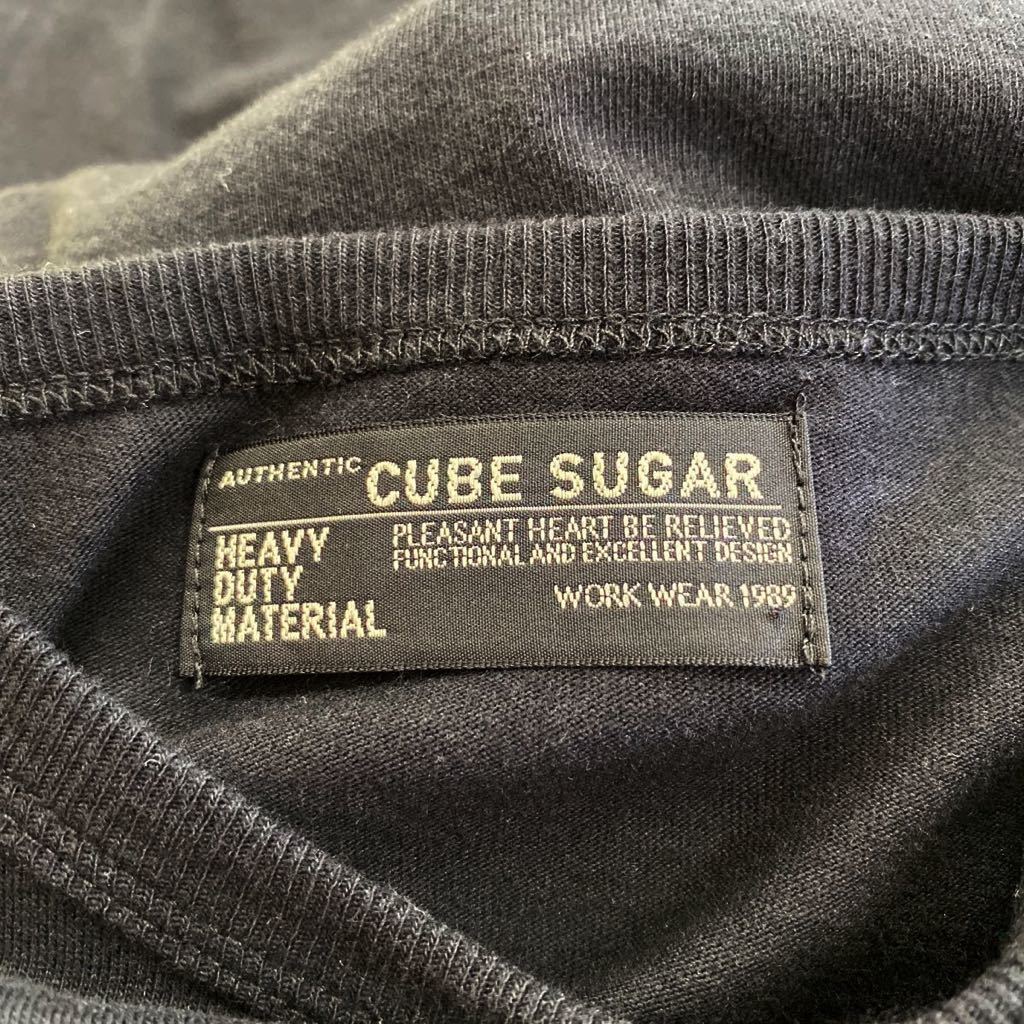 AUTHENTIC CUBE SUGAR
HEAVY
DUTY
MATERIAL
PLEASANT HEART BE RELIEVED
FUNCTIONAL AND EXCELLENT DESIGN
WORK WEAR 1989